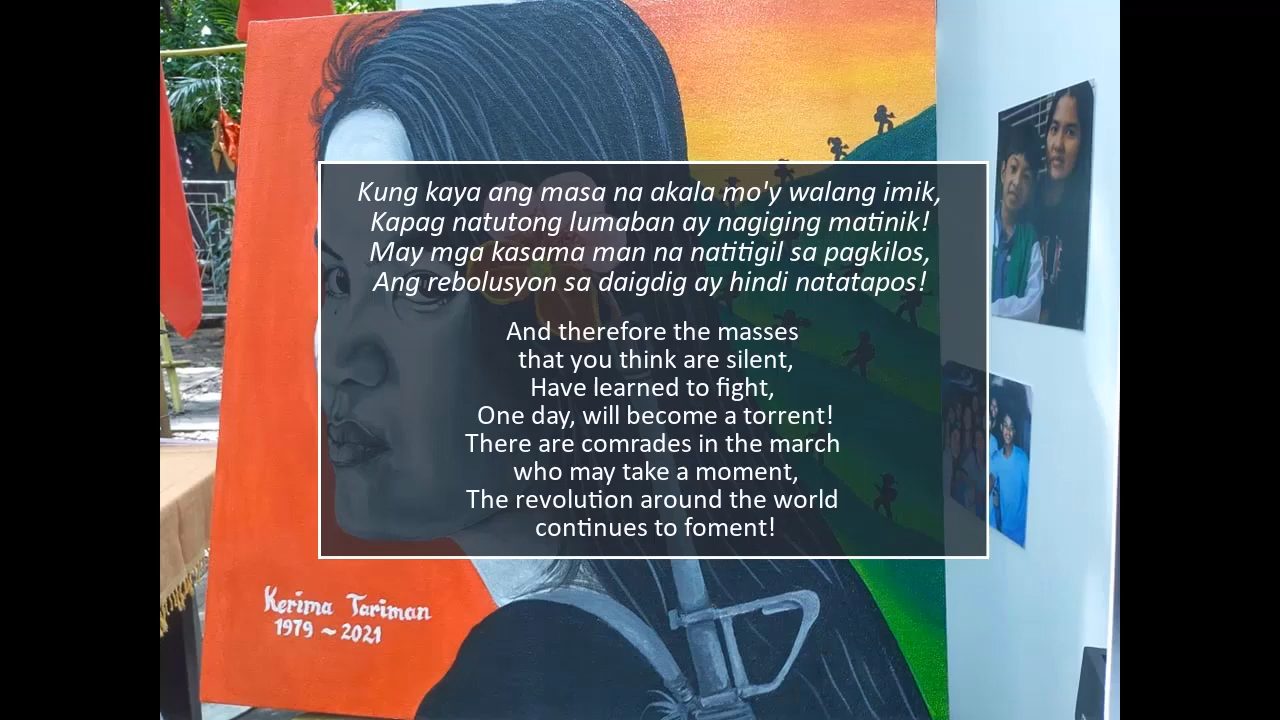 Kung kaya ang masa na akala mo'y walang imik,
Kapag natutong lumaban ay nagiging matinik!
May mga kasama man na natitigil sa pagkilos,
Ang rebolusyon sa daigdig ay hindi natatapos!
And therefore the masses
that you think are silent,
Have learned to fight,
One day, will become a torrent!
There are comrades in the march
who may take a moment,
The revolution around the world
continues to foment!
Kerima Tariman
1979 ~ 2021